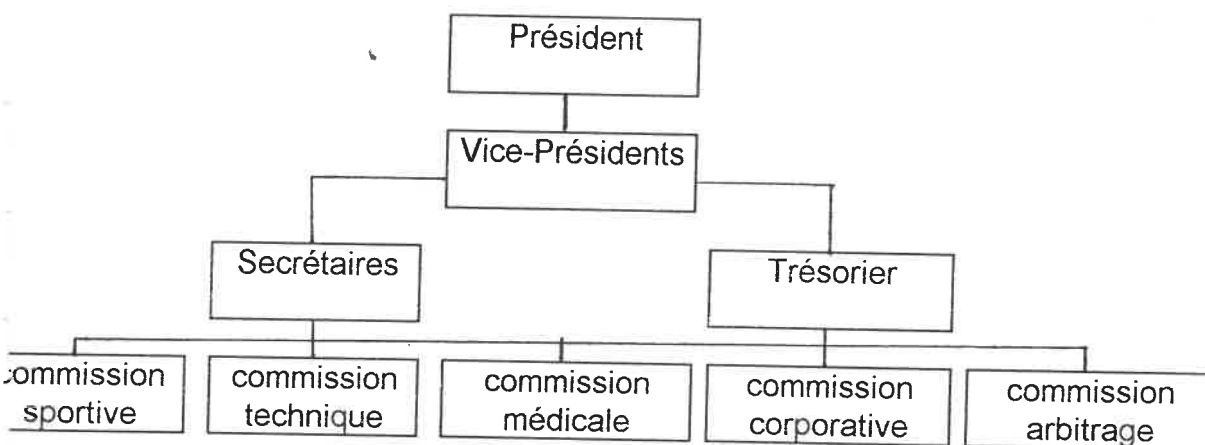 Président
Vice-Présidents
Secrétaires
Trésorier
commission
sportive
commission
technique
commission
médicale
commission
corporative
commission
arbitrage